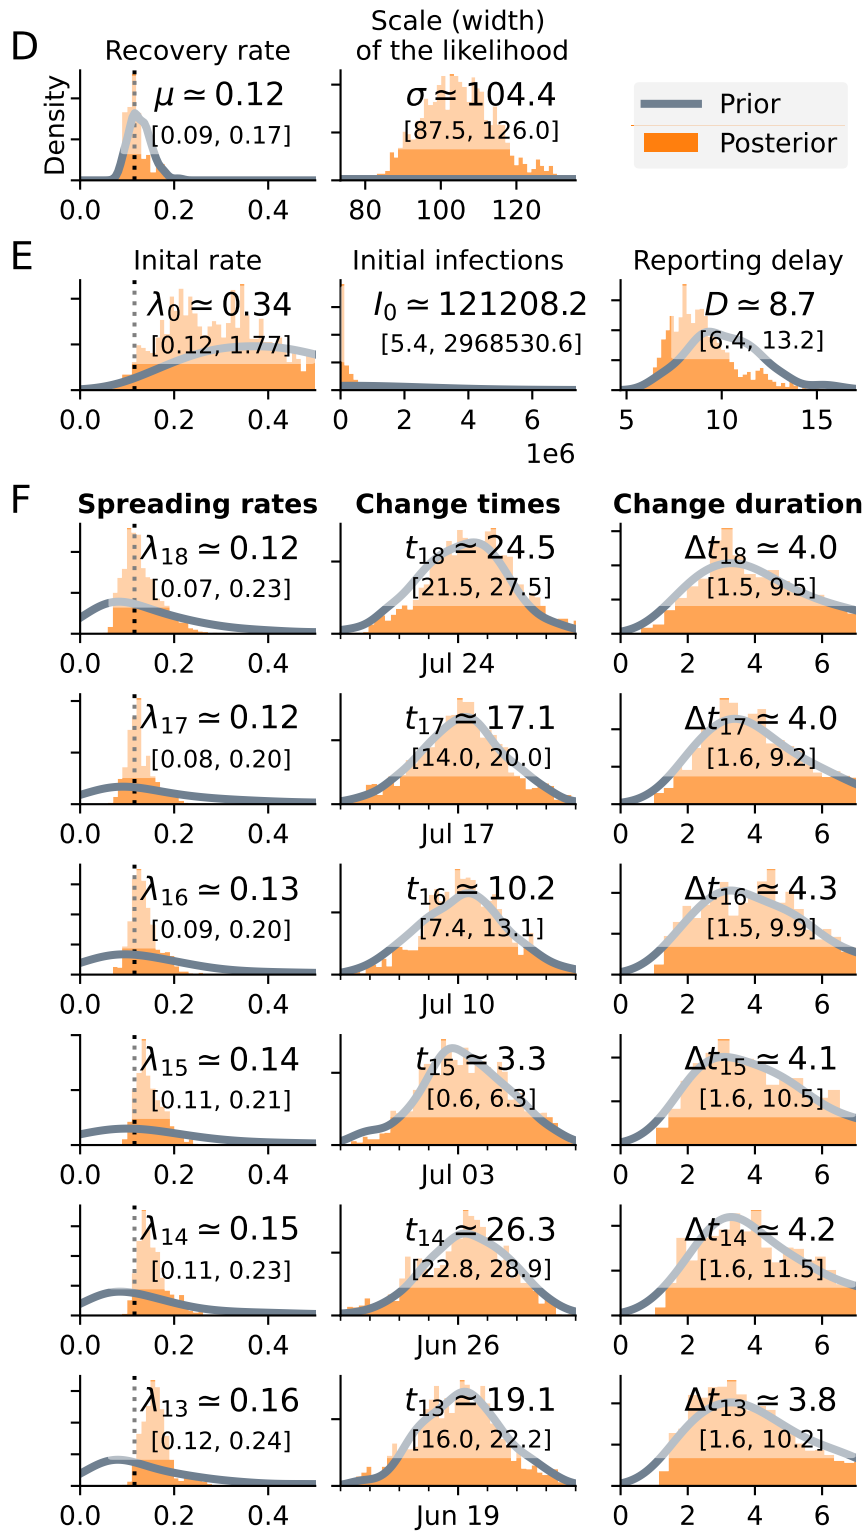 D
Recovery rate
Scale (width)
of the likelihood
Density
μ ≃ 0.12
[0.09, 0.17]
σ ≃ 104.4
[87.5, 126.0]
Prior
Posterior
0.0 0.2 0.4
80 100 120
E
Inital rate
Initial infections
Reporting delay
λ0 ≃ 0.34
[0.12, 1.77]
I0 ≃ 121208.2
[5.4, 2968530.6]
D ≃ 8.7
[6.4, 13.2]
0.0 0.2 0.4
0 2 4 6
1e6
5 10 15
F
Spreading rates
Change times
Change duration
λ18 ≃ 0.12
[0.07, 0.23]
t18 ≃ 24.5
[21.5, 27.5]
Δt18 ≃ 4.0
[1.5, 9.5]
0.0 0.2 0.4
Jul 24
0 2 4 6
λ17 ≃ 0.12
[0.08, 0.20]
t17 ≃ 17.1
[14.0, 20.0]
Δt17 ≃ 4.0
[1.6, 9.2]
0.0 0.2 0.4
Jul 17
0 2 4 6
λ16 ≃ 0.13
[0.09, 0.20]
t16 ≃ 10.2
[7.4, 13.1]
Δt16 ≃ 4.3
[1.5, 9.9]
0.0 0.2 0.4
Jul 10
0 2 4 6
λ15 ≃ 0.14
[0.11, 0.21]
t15 ≃ 3.3
[0.6, 6.3]
Δt15 ≃ 4.1
[1.6, 10.5]
0.0 0.2 0.4
Jul 03
0 2 4 6
λ14 ≃ 0.15
[0.11, 0.23]
t14 ≃ 26.3
[22.8, 28.9]
Δt14 ≃ 4.2
[1.6, 11.5]
0.0 0.2 0.4
Jun 26
0 2 4 6
λ13 ≃ 0.16
[0.12, 0.24]
t13 ≃ 19.1
[16.0, 22.2]
Δt13 ≃ 3.8
[1.6, 10.2]
0.0 0.2 0.4
Jun 19
0 2 4 6